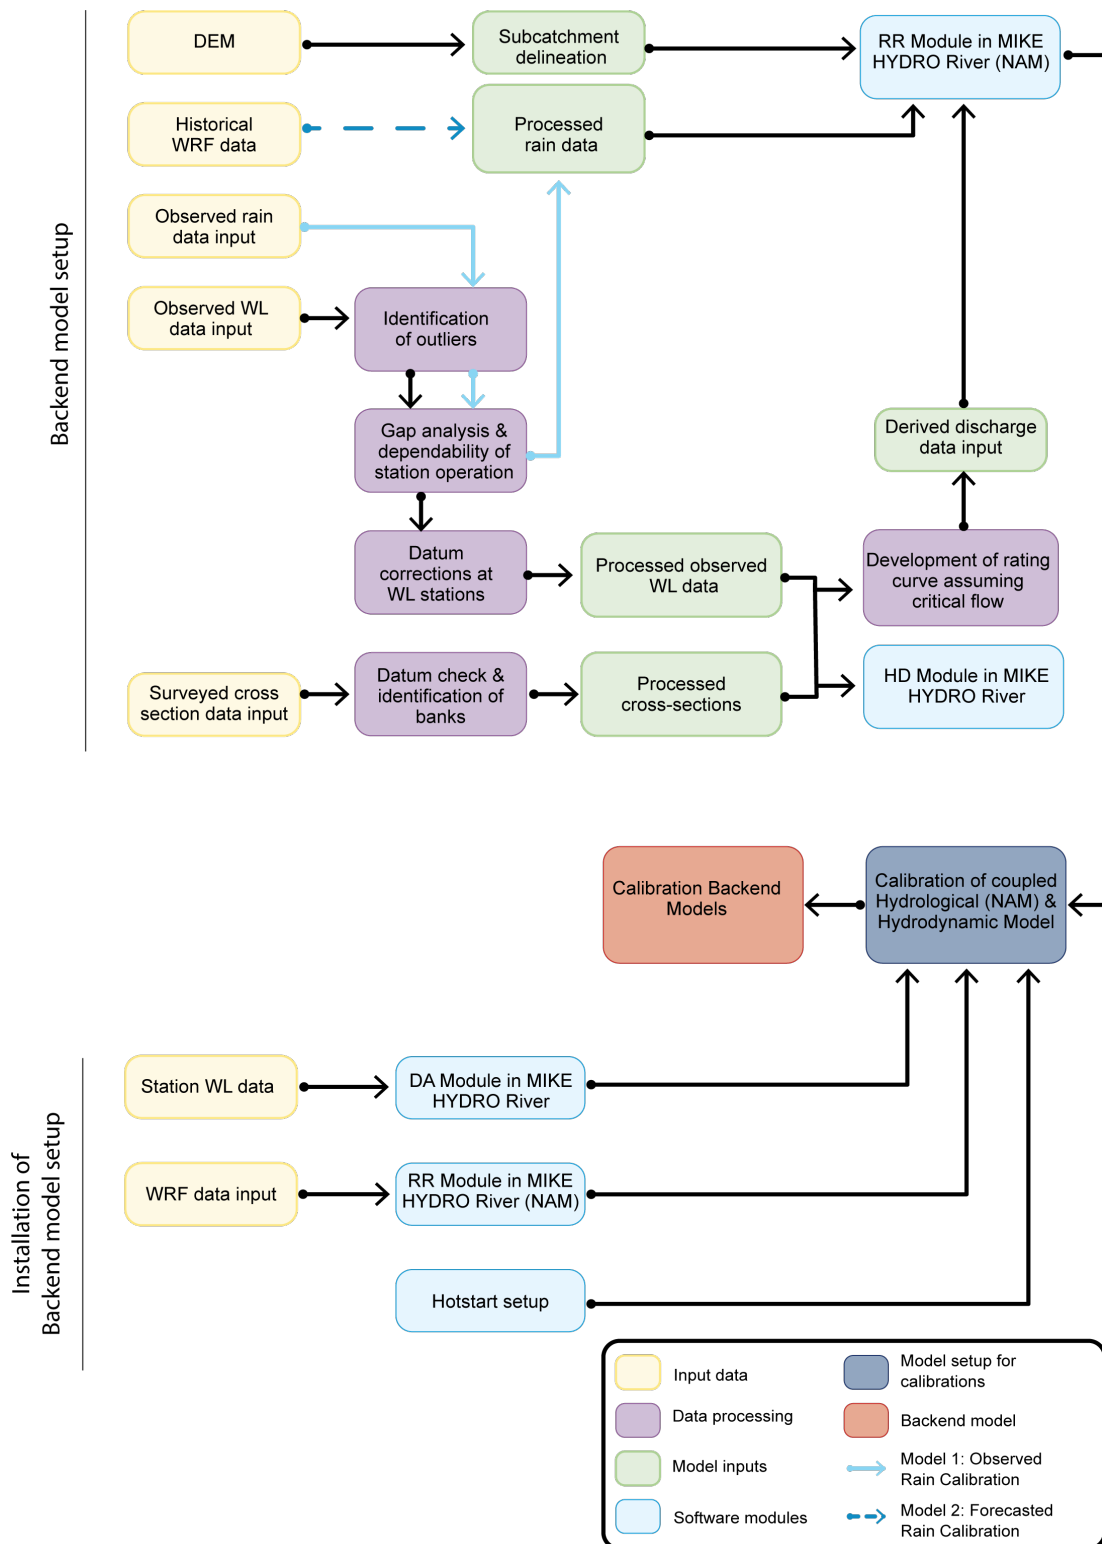 Backend model setup
DEM
Subcatchment
delineation
RR Module in MIKE
HYDRO River (NAM)
Historical
WRF data
Processed
rain data
Observed rain
data input
Observed WL
data input
Identification
of outliers
Gap analysis &
dependability of
station operation
Derived discharge
data input
Datum
corrections at
WL stations
Processed observed
WL data
Development of rating
curve assuming
critical flow
Surveyed cross
section data input
Datum check &
identification of
banks
Processed
cross-sections
HD Module in MIKE
HYDRO River
Calibration Backend
Models
Calibration of coupled
Hydrological (NAM) &
Hydrodynamic Model
Installation of
Backend model setup
Station WL data
DA Module in MIKE
HYDRO River
WRF data input
RR Module in MIKE
HYDRO River (NAM)
Hotstart setup
Input data
Data processing
Model inputs
Software modules
Model setup for
calibrations
Backend model
Model 1: Observed
Rain Calibration
Model 2: Forecasted
Rain Calibration